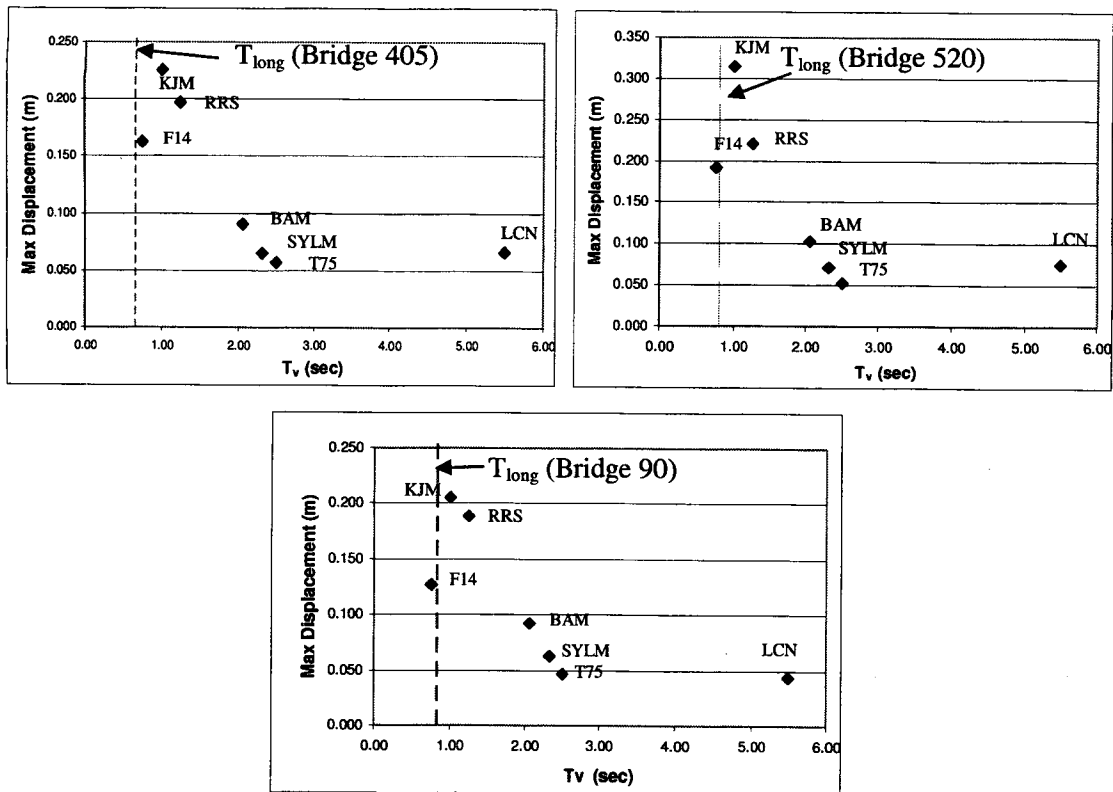 T_long (Bridge 405)
Max Displacement (m)
0.250
0.200
0.150
0.100
0.050
0.000
KJM
RRS
F14
BAM
SYLM
T75
LCN
0.00 1.00 2.00 3.00 4.00 5.00 6.00
T_v (sec)
T_long (Bridge 520)
Max Displacement (m)
0.350
0.300
0.250
0.200
0.150
0.100
0.050
0.000
KJM
F14
RRS
BAM
SYLM
T75
LCN
0.00 1.00 2.00 3.00 4.00 5.00 6.00
T_v (sec)
T_long (Bridge 90)
Max Displacement (m)
0.250
0.200
0.150
0.100
0.050
0.000
KJM
RRS
F14
BAM
SYLM
T75
LCN
0.00 1.00 2.00 3.00 4.00 5.00 6.00
Tv (sec)